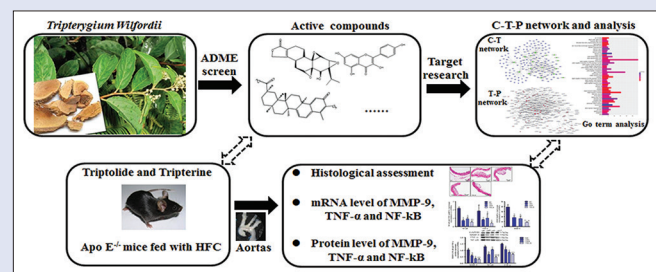 Tripterygium Wilfordii
Active compounds
C-T-P network and analysis
ADME
screen
......
Target
research
C-T
network
T-P
network
Go term analysis
Triptolide and Tripterine
Apo E-/- mice fed with HFC
Aortas
● Histological assessment
● mRNA level of MMP-9,
TNF-α and NF-kB
● Protein level of MMP-9,
TNF-α and NF-kB